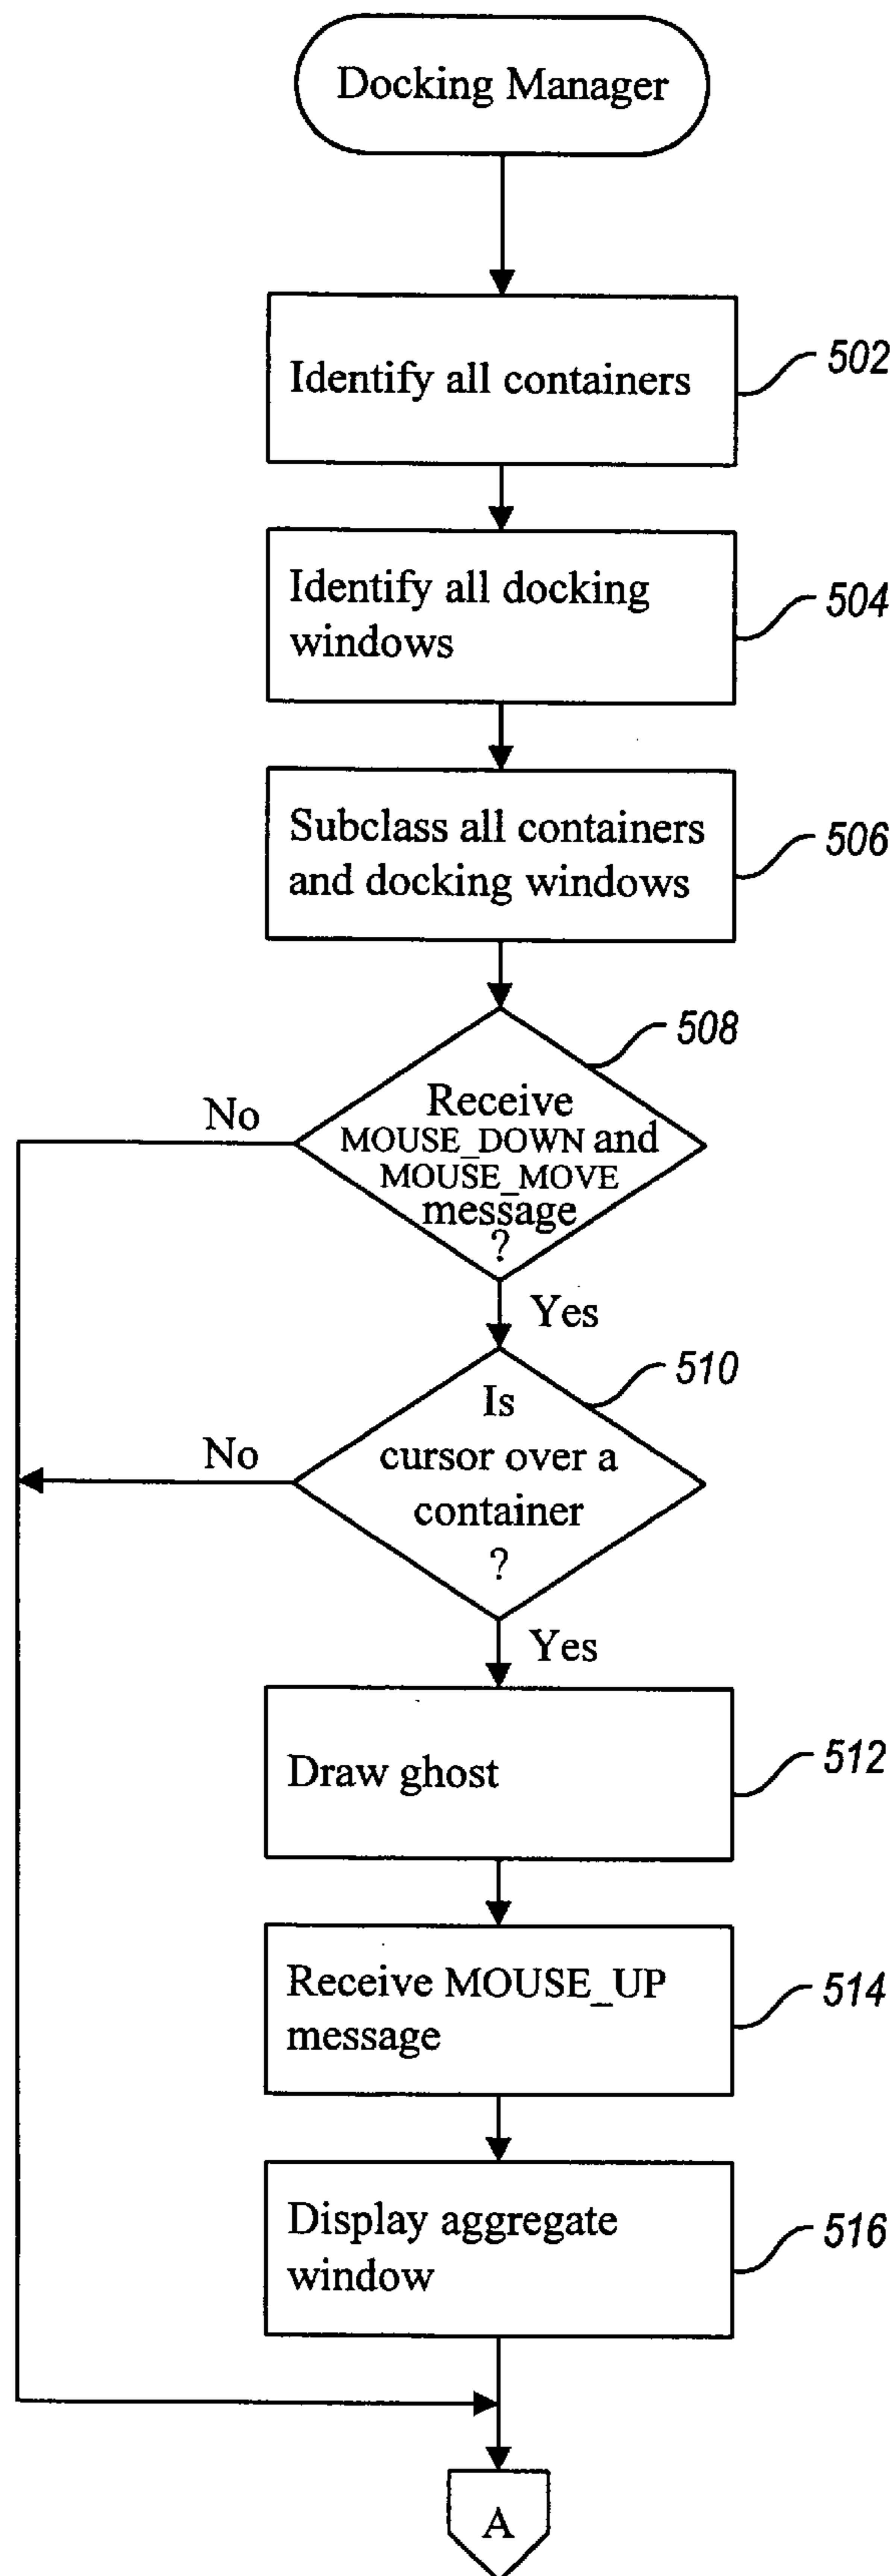 Docking Manager
Identify all containers
502
Identify all docking
windows
504
Subclass all containers
and docking windows
506
508
No
Receive
MOUSE_DOWN and
MOUSE_MOVE
message
?
Yes
510
No
Is
cursor over a
container
?
Yes
Draw ghost
512
Receive MOUSE_UP
message
514
Display aggregate
window
516
A